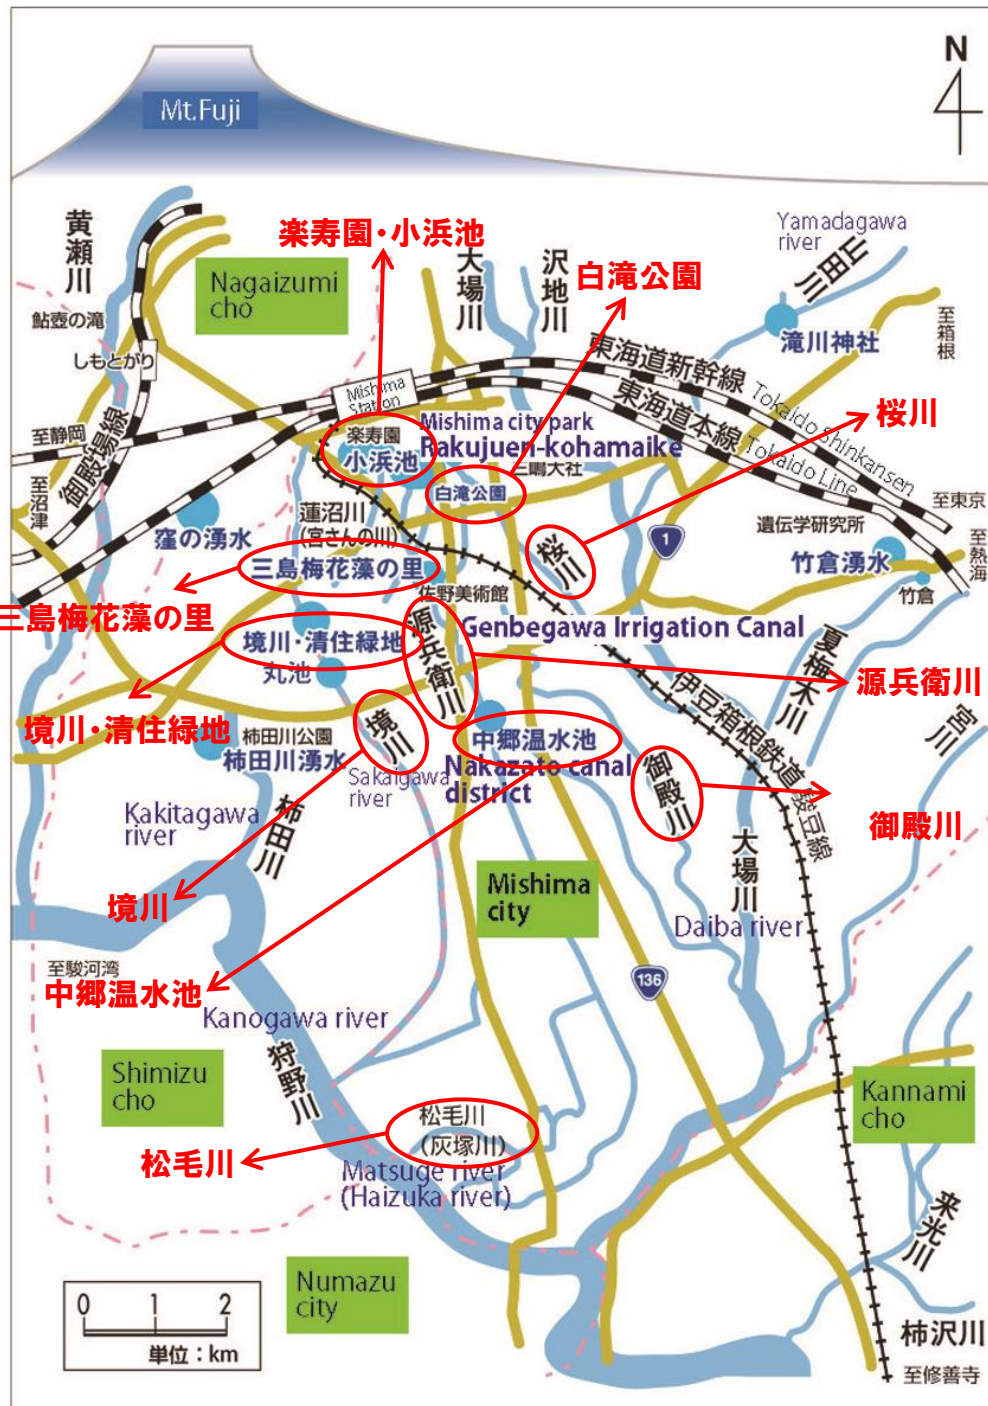 N
Mt.Fuji
黄瀬川
楽寿園・小浜池
大場川
沢地川
Yamadagawa
river
山田川
白滝公園
Nagaizumi
cho
鮎壺の滝
しもとがり
滝川神社
至箱根
東海道新幹線
Tokaido Shinkansen
東海道本線
Tokaido Line
Mishima
Station
御殿場線
至静岡
至沼津
楽寿園
小浜池
Mishima city park
Rakujuen-kohamaike
三嶋大社
白滝公園
桜川
至東京
窪の湧水
蓮沼川
(宮さんの川)
桜川
1
遺伝学研究所
至熱海
竹倉湧水
竹倉
三島梅花藻の里
佐野美術館
三島梅花藻の里
源兵衛川
Genbegawa Irrigation Canal
境川・清住緑地
丸池
夏梅木川
源兵衛川
宮川
伊豆箱根鉄道駿豆線
境川・清住緑地
柿田川公園
柿田川湧水
境川
Sakaigawa
river
中郷温水池
Nakazato canal
district
御殿川
御殿川
Kakitagawa
river
柿田川
大場川
Daiba river
境川
Mishima
city
至駿河湾
中郷温水池
136
Kanogawa river
狩野川
Shimizu
cho
Kannami
cho
松毛川
(灰塚川)
松毛川
Matsuge river
(Haizuka river)
来光川
Numazu
city
0 1 2
単位：km
柿沢川
至修善寺